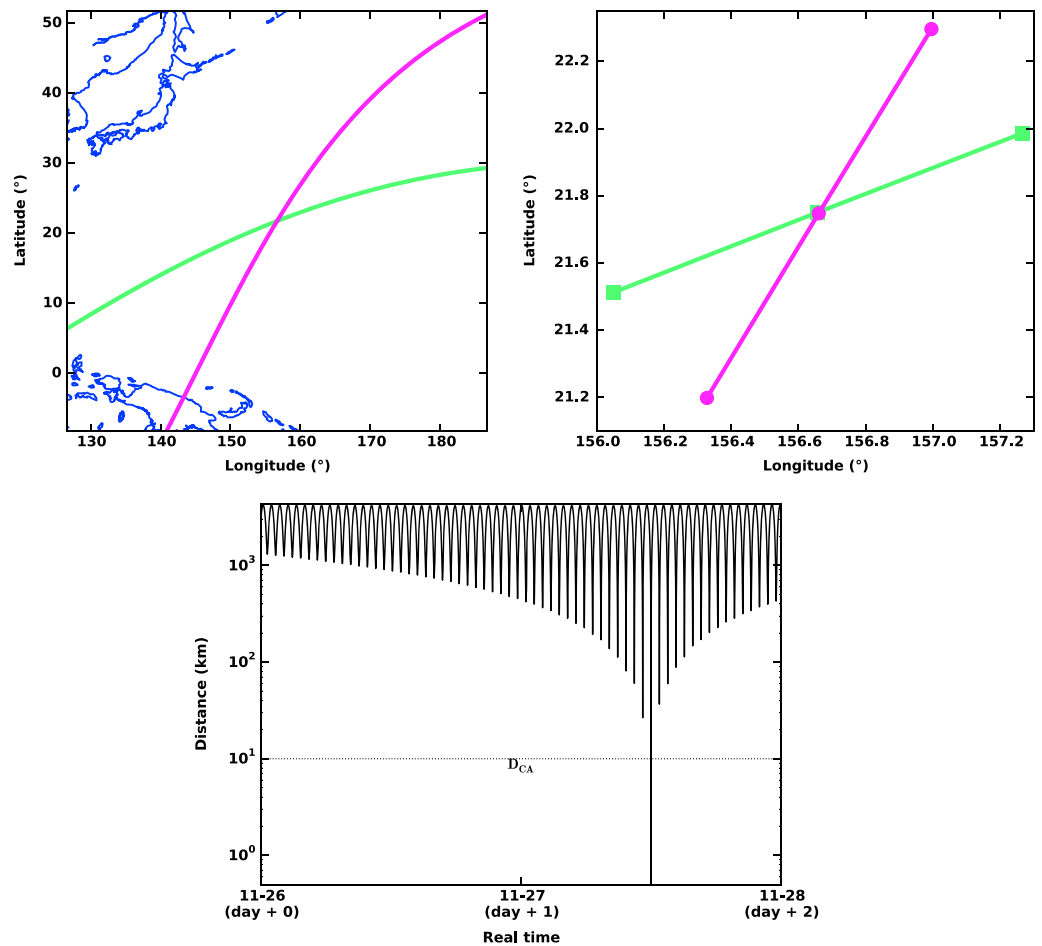 50
40
30
20
10
0
130 140 150 160 170 180
Longitude (°)
Latitude (°)
22.2
22.0
21.8
21.6
21.4
21.2
156.0 156.2 156.4 156.6 156.8 157.0 157.2
Longitude (°)
Latitude (°)
10³
10²
10¹
10⁰
Distance (km)
D_CA
11-26 11-27 11-28
(day + 0) (day + 1) (day + 2)
Real time